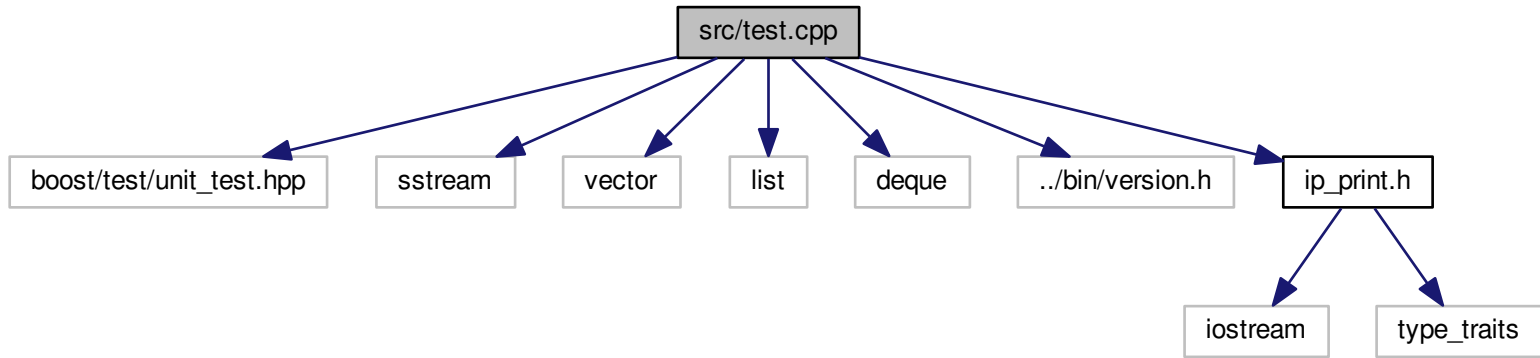 src/test.cpp
boost/test/unit_test.hpp
sstream
vector
list
deque
../bin/version.h
ip_print.h
iostream
type_traits